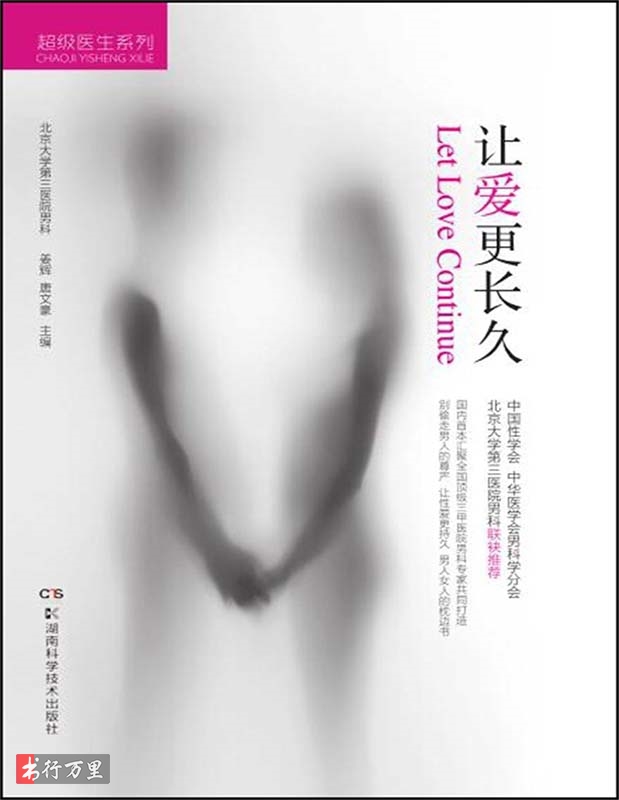 超级医生系列
CHAOJI YISHENG XILIE
让爱更长久
Let Love Continue
北京大学第三医院男科 姜辉 唐文豪 主编
中国性学会 中华医学会男科学分会
北京大学第三医院男科联袂推荐
国内首本汇聚全国顶级三甲医院男科专家共同打造
别偷走男人的尊严 让性爱更持久 男人女人的枕边书
湖南科学技术出版社
书行万里